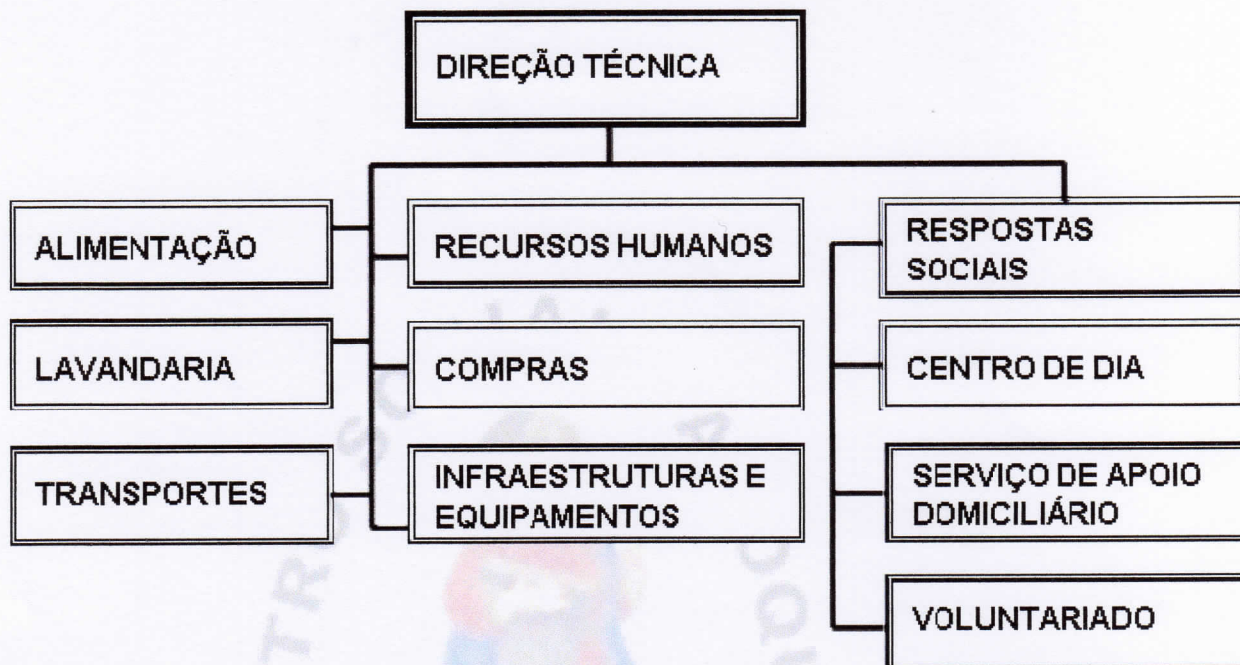 DIREÇÃO TÉCNICA
ALIMENTAÇÃO
RECURSOS HUMANOS
RESPOSTAS
SOCIAIS
LAVANDARIA
COMPRAS
CENTRO DE DIA
TRANSPORTES
INFRAESTRUTURAS E
EQUIPAMENTOS
SERVIÇO DE APOIO
DOMICILIÁRIO
VOLUNTARIADO